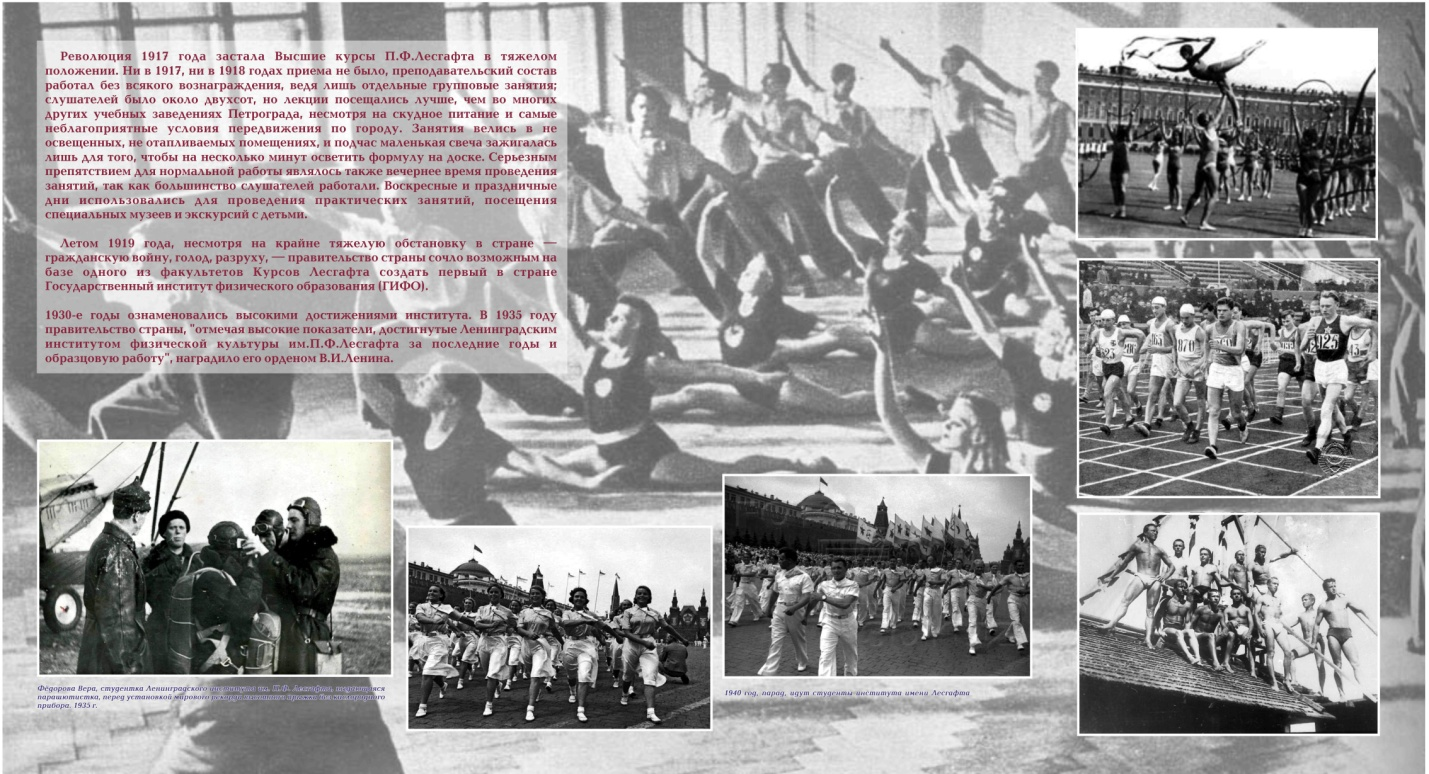 Революция 1917 года застала Высшие курсы П.Ф.Лесгафта в тяжелом
положении. Ни в 1917, ни в 1918 годах приема не было, преподавательский состав
работал без всякого вознаграждения, ведя лишь отдельные групповые занятия;
слушателей было около двухсот, но лекции посещались лучше, чем во многих
других учебных заведениях Петрограда, несмотря на скудное питание и самые
неблагоприятные условия передвижения по городу. Занятия велись в не
освещенных, не отапливаемых помещениях, и подчас маленькая свеча зажигалась
лишь для того, чтобы на несколько минут осветить формулу на доске. Серьезным
препятствием для нормальной работы являлось также вечернее время проведения
занятий, так как большинство слушателей работали. Воскресные и праздничные
дни использовались для проведения практических занятий, посещения
специальных музеев и экскурсий с детьми.
Летом 1919 года, несмотря на крайне тяжелую обстановку в стране —
гражданскую войну, голод, разруху, — правительство страны сочло возможным на
базе одного из факультетов Курсов Лесгафта создать первый в стране
Государственный институт физического образования (ГИФО).
1930-е годы ознаменовались высокими достижениями института. В 1935 году
правительство страны, "отмечая высокие показатели, достигнутые Ленинградским
институтом физической культуры им.П.Ф.Лесгафта за последние годы и
образцовую работу", наградило его орденом В.И.Ленина.
Фёдорова Вера, студентка Ленинградского им. П.Ф. Лесгафта,
парашютистка, перед установкой мирового прыжка без кислородного
прибора. 1935 г.
1940 год, парад, идут студенты института имени Лесгафта
870
125